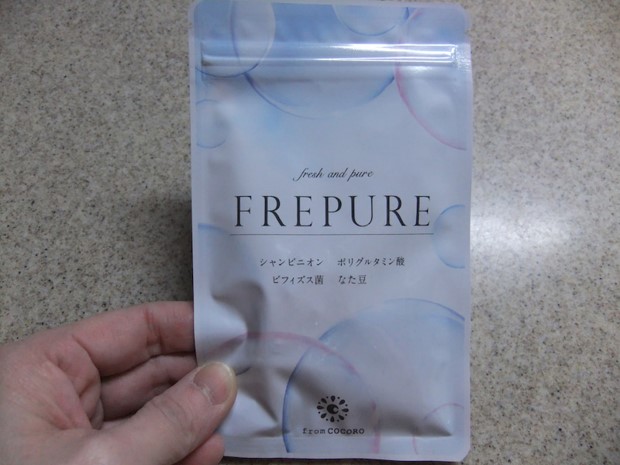 fresh and pure
FREPURE
シャンピニオン ポリグルタミン酸
ビフィズス菌 なた豆
from COCORO